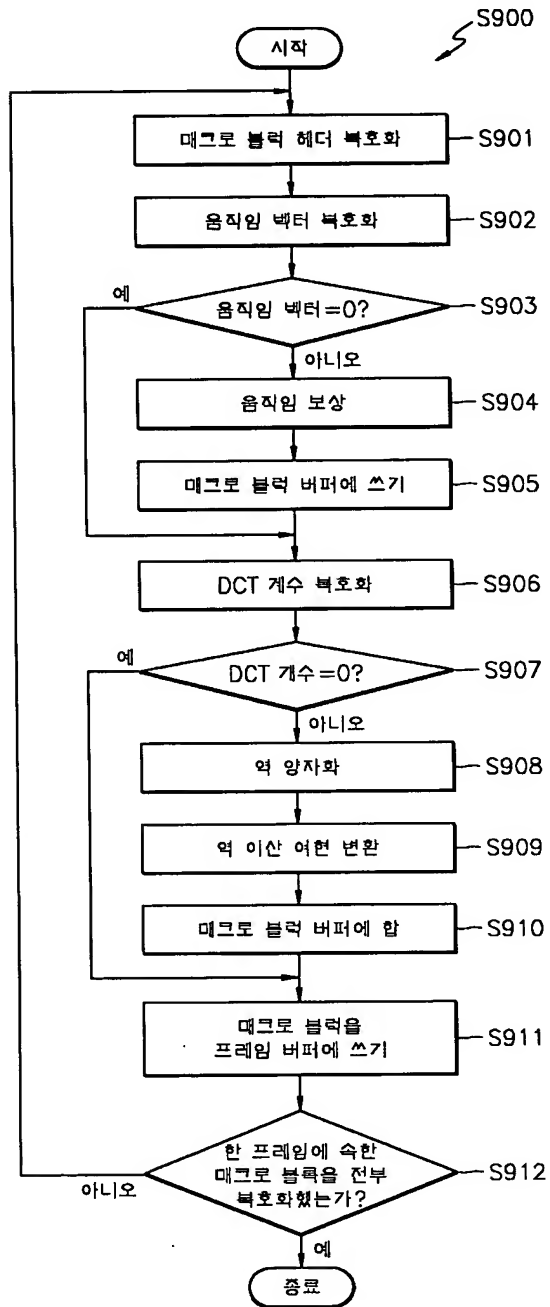 S900
시작
매크로 블럭 헤더 복호화
S901
움직임 벡터 복호화
S902
예
움직임 벡터=0?
S903
아니오
움직임 보상
S904
매크로 블럭 버퍼에 쓰기
S905
DCT 계수 복호화
S906
예
DCT 개수=0?
S907
아니오
역 양자화
S908
역 이산 여현 변환
S909
매크로 블럭 버퍼에 합
S910
매크로 블럭을
프레임 버퍼에 쓰기
S911
한 프레임에 속한
매크로 블록을 전부
복호화했는가?
S912
아니오
예
종료